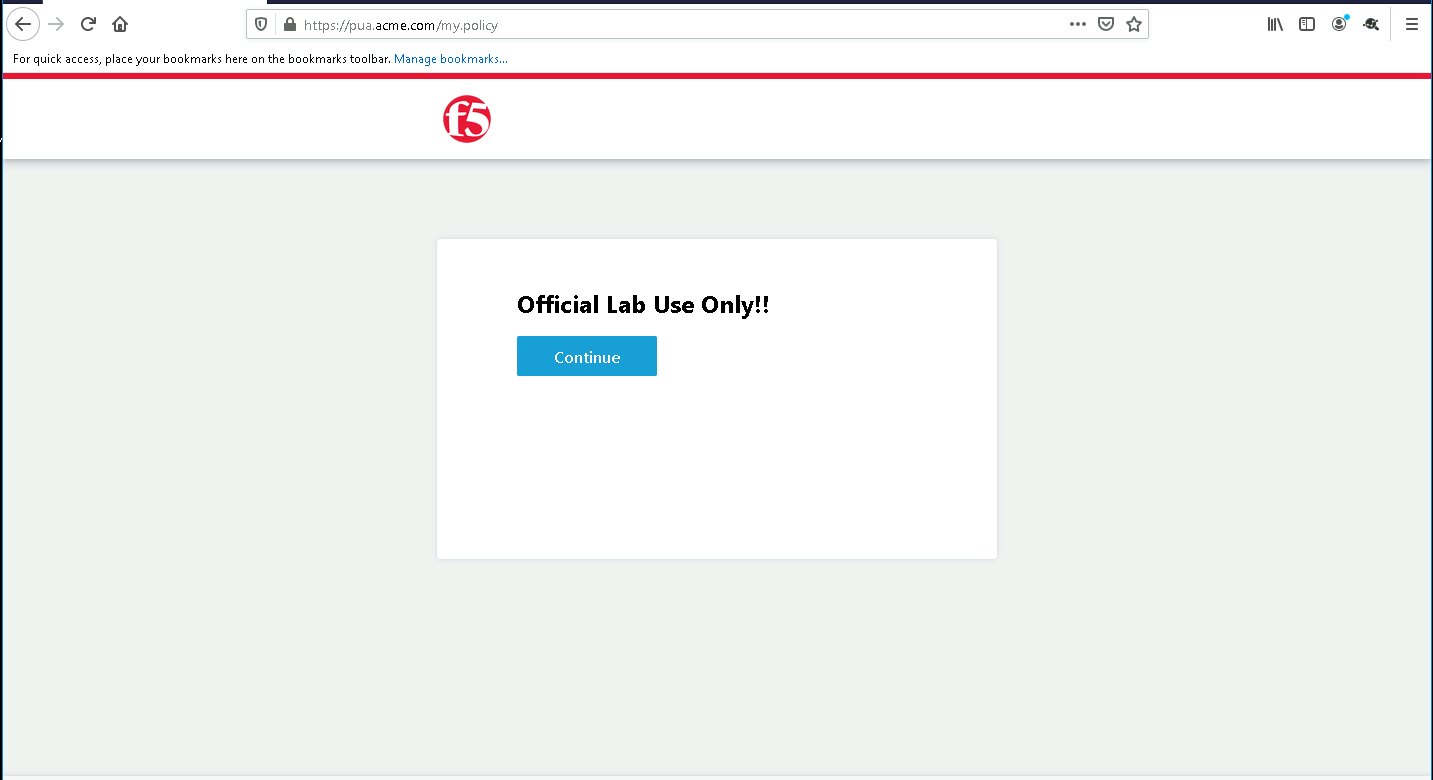 https://pua.acme.com/my.policy
For quick access, place your bookmarks here on the bookmarks toolbar. Manage bookmarks...
f5
Official Lab Use Only!!
Continue